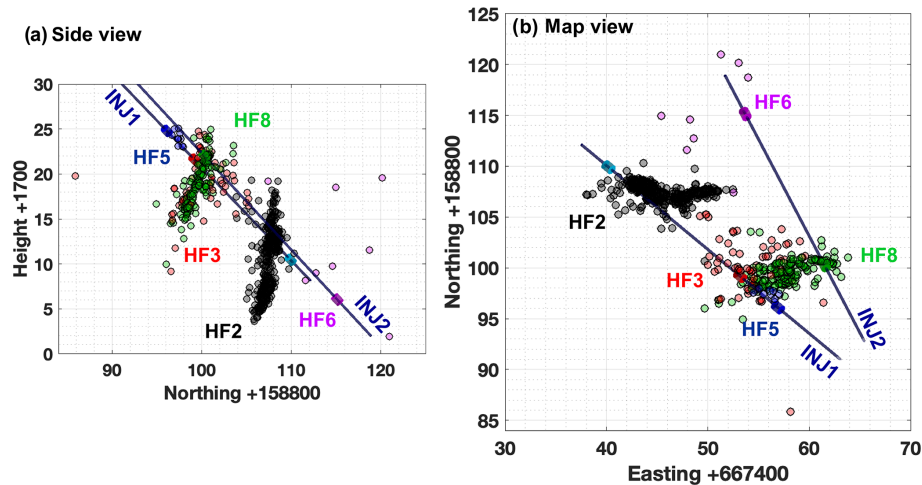 (a) Side view
30
25
20
15
10
5
0
90
100
110
120
Height +1700
Northing +158800
INJ1
HF8
HF5
HF3
HF2
HF6
INJ2
(b) Map view
125
120
115
110
105
100
95
90
85
30
40
50
60
70
Northing +158800
Easting +667400
HF6
HF2
HF3
HF8
HF5
INJ2
INJ1